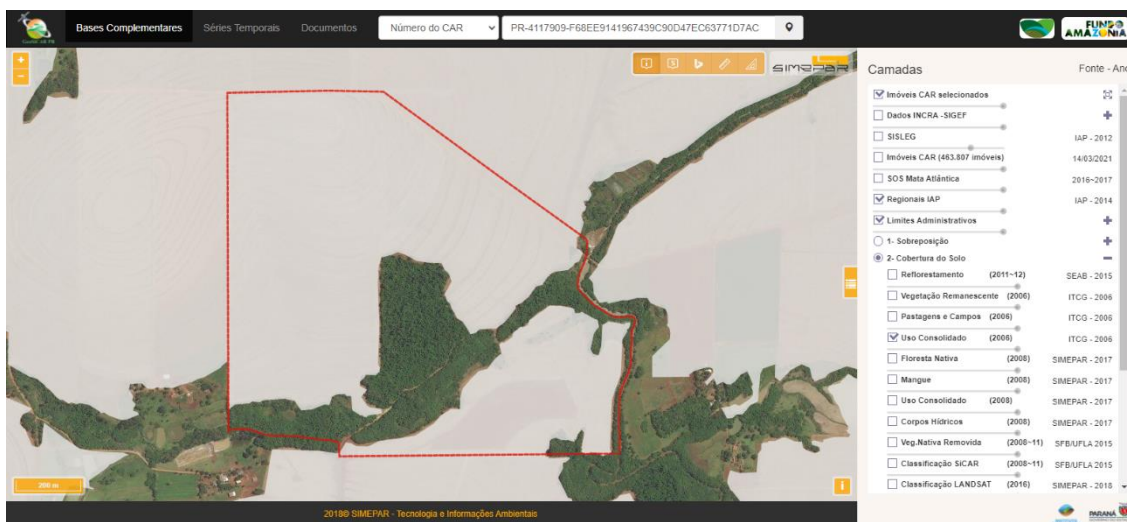 Bases Complementares
Séries Temporais
Documentos
Número do CAR
PR-4117909-F68EE9141967439C90D47EC63771D7AC
FUNDO
AMAZÔNIA
SIMEPAR
Camadas
Fonte - Ano
Imóveis CAR selecionados
Dados INCRA -SIGEF
SISLEG IAP - 2012
Imóveis CAR (463.807 imóveis) 14/03/2021
SOS Mata Atlântica 2016~2017
Regionais IAP IAP - 2014
Limites Administrativos
1- Sobreposição
2- Cobertura do Solo
Reflorestamento (2011~12) SEAB - 2015
Vegetação Remanescente (2006) ITCG - 2006
Pastagens e Campos (2006) ITCG - 2006
Uso Consolidado (2006) ITCG - 2006
Floresta Nativa (2008) SIMEPAR - 2017
Mangue (2008) SIMEPAR - 2017
Uso Consolidado (2008) SIMEPAR - 2017
Corpos Hídricos (2008) SIMEPAR - 2017
Veg.Nativa Removida (2008~11) SFB/UFLA 2015
Classificação SiCAR (2008~11) SFB/UFLA 2015
Classificação LANDSAT (2016) SIMEPAR - 2018
200 m
2018© SIMEPAR - Tecnologia e Informações Ambientais
PARANÁ